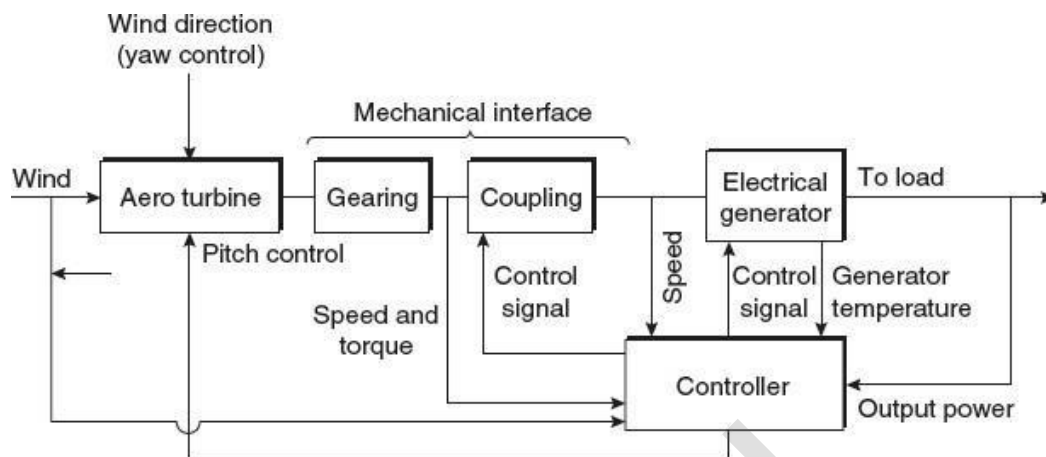 Wind direction
(yaw control)
Mechanical interface
Wind
Aero turbine
Gearing
Coupling
Electrical
generator
To load
Pitch control
Speed and
torque
Control
signal
Speed
Control
signal
Generator
temperature
Controller
Output power